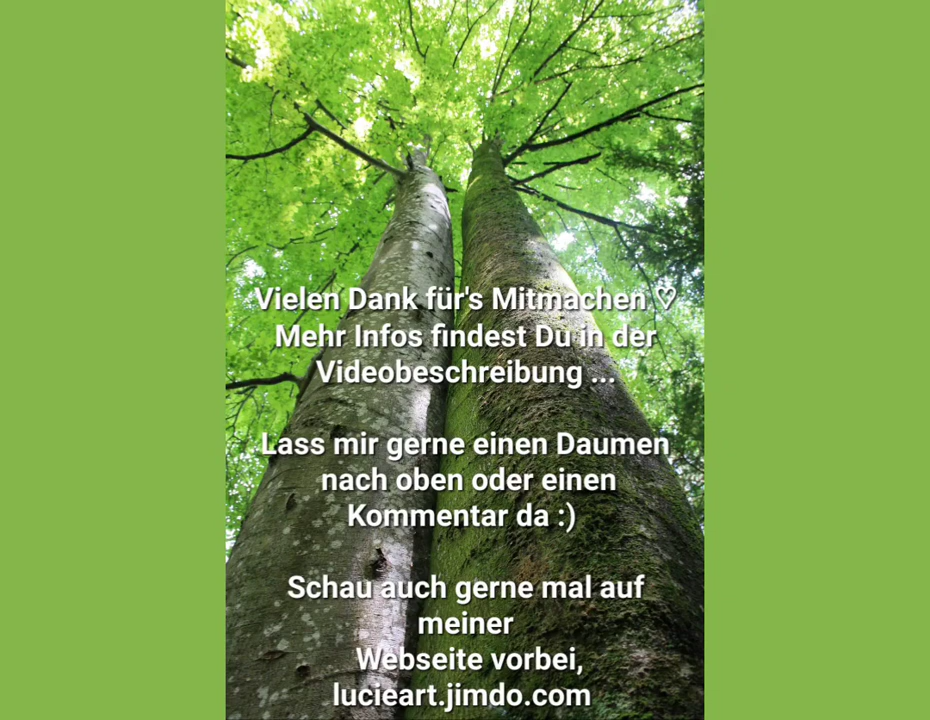 Vielen Dank für's Mitmachen ♡
Mehr Infos findest Du in der
Videobeschreibung ...
Lass mir gerne einen Daumen
nach oben oder einen
Kommentar da :)
Schau auch gerne mal auf
meiner
Webseite vorbei,
lucieart.jimdo.com